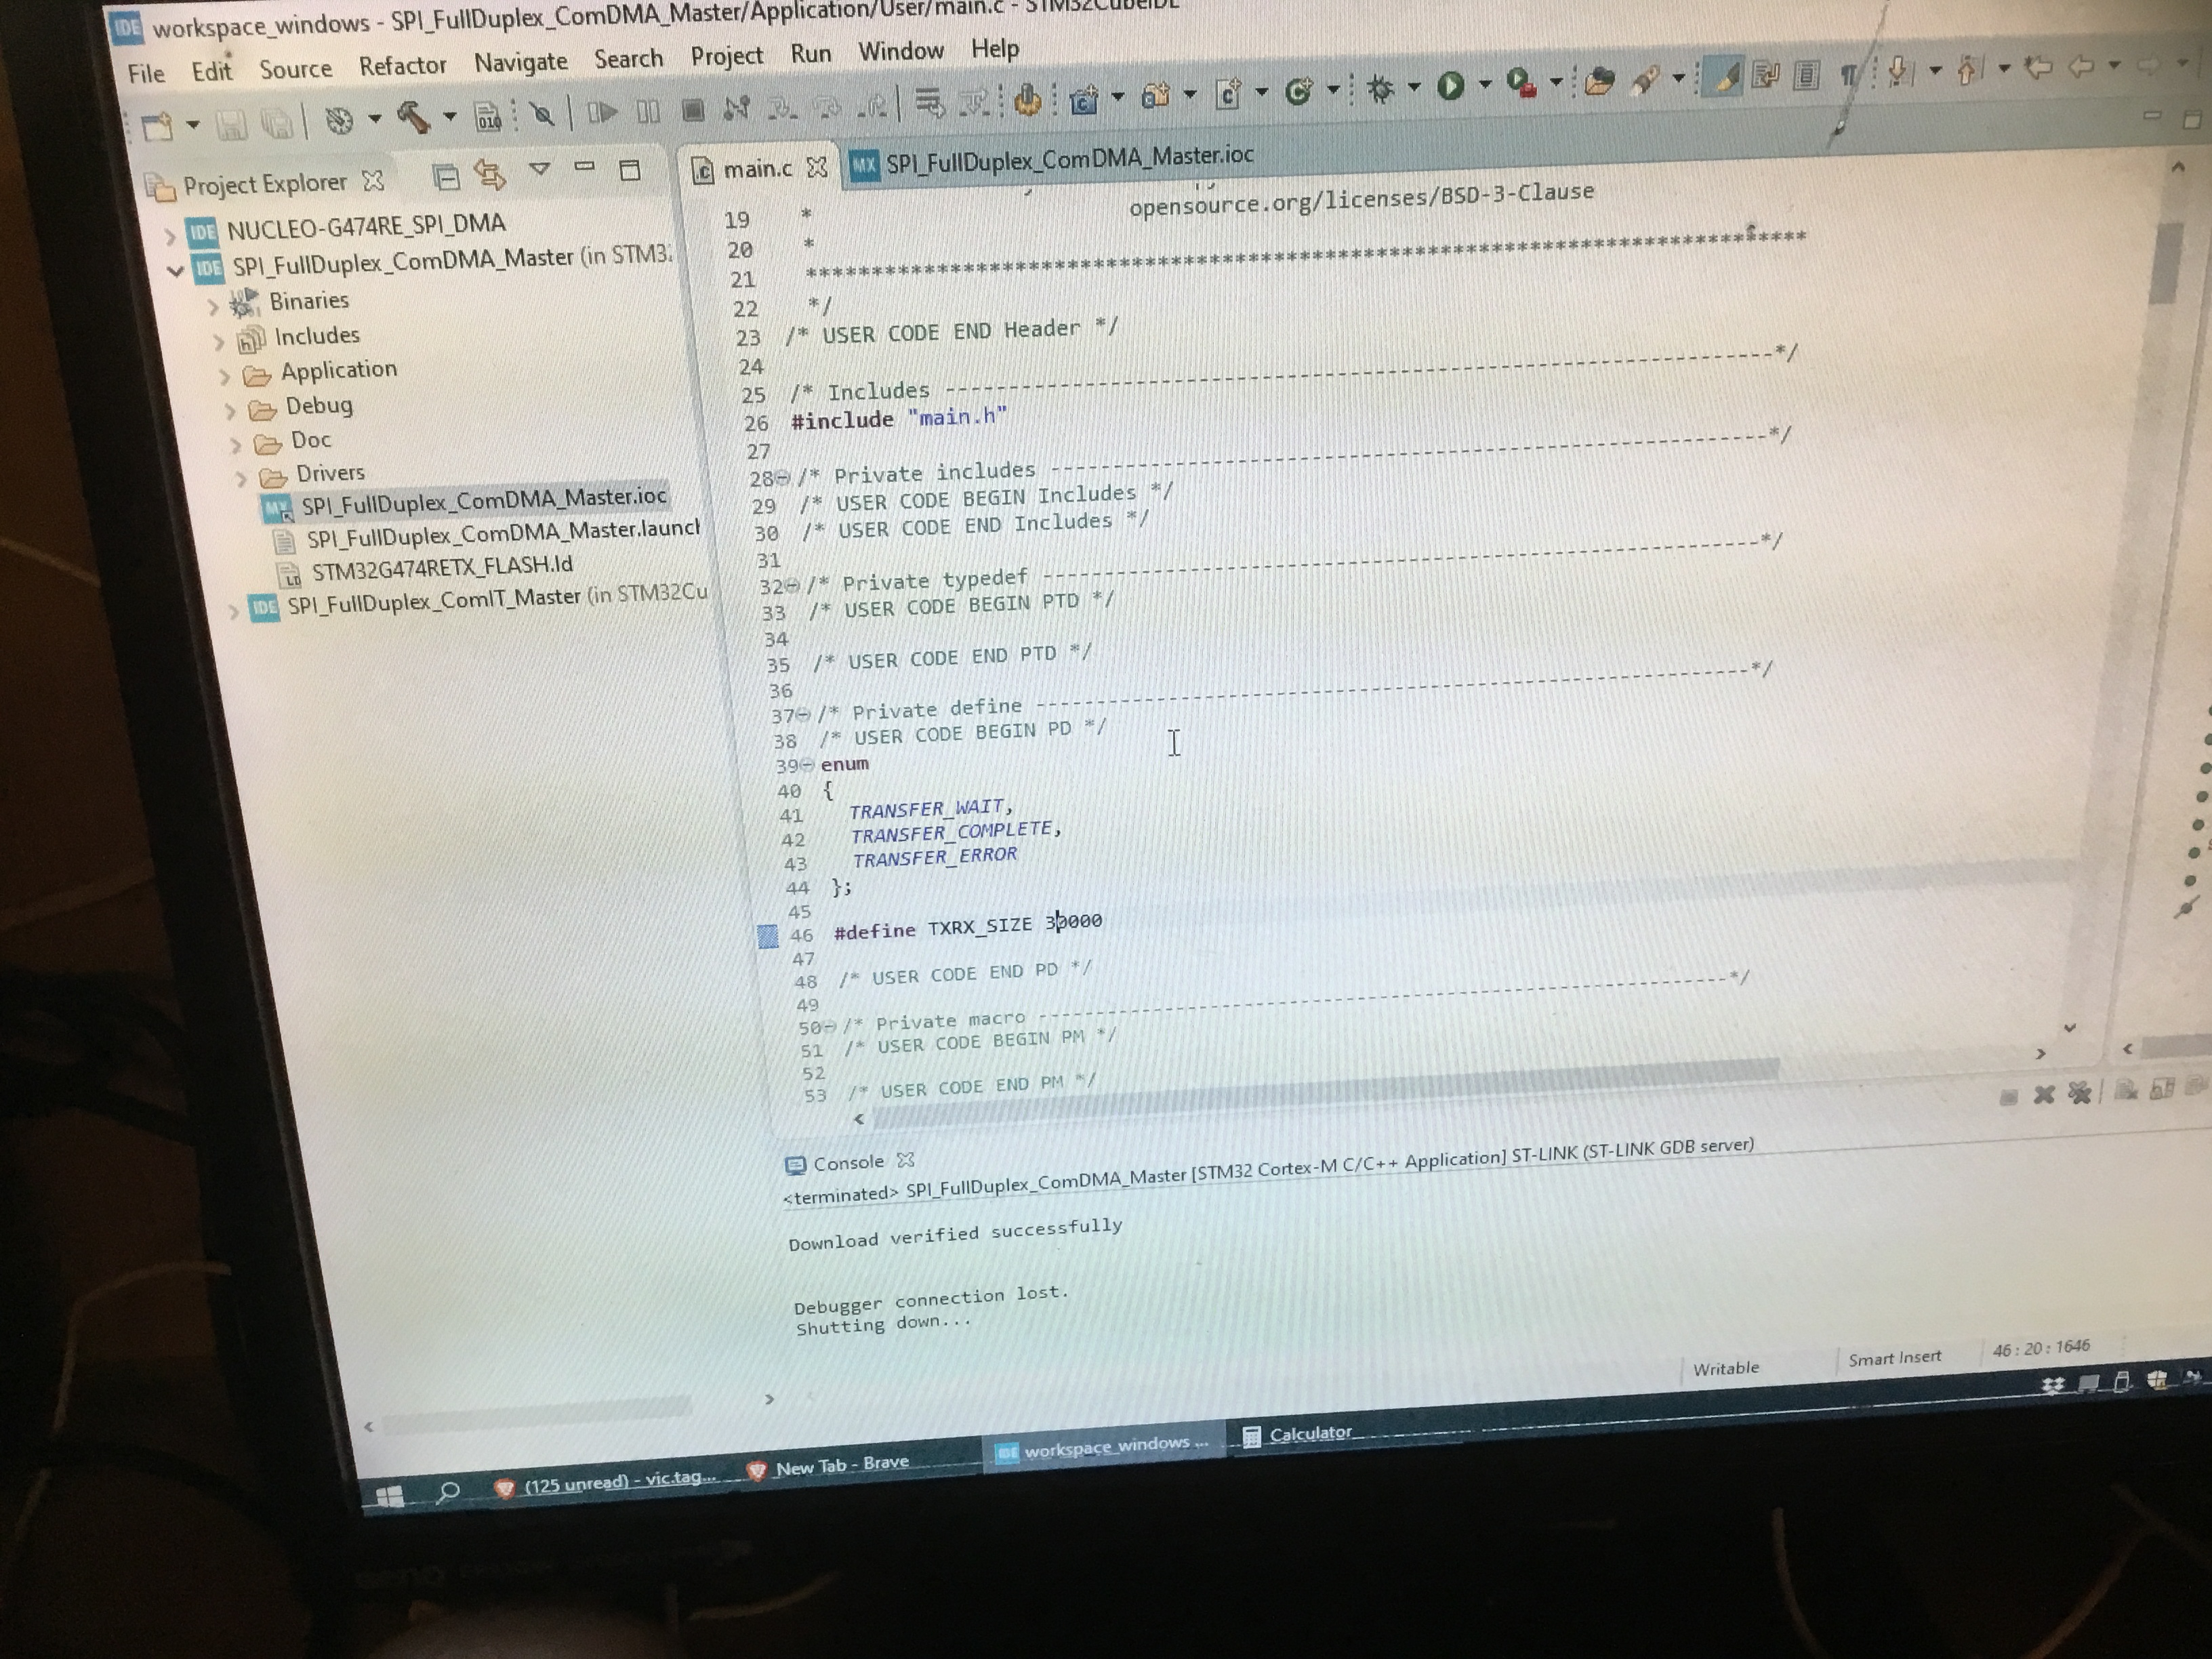 IDE workspace_windows - SPI_FullDuplex_ComDMA_Master/Application/User/main.c - STM32CubeIDE
File Edit Source Refactor Navigate Search Project Run Window Help
Project Explorer
main.c
MX SPI_FullDuplex_ComDMA_Master.ioc
IDE NUCLEO-G474RE_SPI_DMA
IDE SPI_FullDuplex_ComDMA_Master (in STM3
Binaries
Includes
Application
Debug
Doc
Drivers
SPI_FullDuplex_ComDMA_Master.ioc
SPI_FullDuplex_ComDMA_Master.launch
STM32G474RETX_FLASH.ld
IDE SPI_FullDuplex_ComIT_Master (in STM32Cu
19 * opensource.org/licenses/BSD-3-Clause
20 *
21 ******************************************************************************
22 */
23 /* USER CODE END Header */
24
25 /* Includes ------------------------------------------------------------------*/
26 #include "main.h"
27
28 /* Private includes ----------------------------------------------------------*/
29 /* USER CODE BEGIN Includes */
30 /* USER CODE END Includes */
31
32 /* Private typedef -----------------------------------------------------------*/
33 /* USER CODE BEGIN PTD */
34
35 /* USER CODE END PTD */
36
37 /* Private define ------------------------------------------------------------*/
38 /* USER CODE BEGIN PD */
39 enum
40 {
41 TRANSFER_WAIT,
42 TRANSFER_COMPLETE,
43 TRANSFER_ERROR
44 };
45
46 #define TXRX_SIZE 30000
47
48 /* USER CODE END PD */
49
50 /* Private macro -------------------------------------------------------------*/
51 /* USER CODE BEGIN PM */
52
53 /* USER CODE END PM */
Console
<terminated> SPI_FullDuplex_ComDMA_Master [STM32 Cortex-M C/C++ Application] ST-LINK (ST-LINK GDB server)
Download verified successfully
Debugger connection lost.
Shutting down...
Writable Smart Insert 46 : 20 : 1646
(125 unread) - vic.tag... New Tab - Brave IDE workspace_windows ... Calculator